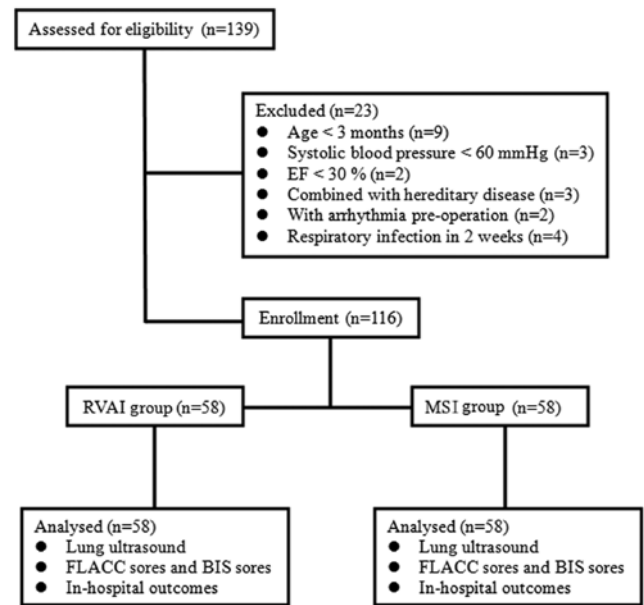 Assessed for eligibility (n=139)
Excluded (n=23)
● Age < 3 months (n=9)
● Systolic blood pressure < 60 mmHg (n=3)
● EF < 30 % (n=2)
● Combined with hereditary disease (n=3)
● With arrhythmia pre-operation (n=2)
● Respiratory infection in 2 weeks (n=4)
Enrollment (n=116)
RVAI group (n=58)
MSI group (n=58)
Analysed (n=58)
● Lung ultrasound
● FLACC sores and BIS sores
● In-hospital outcomes
Analysed (n=58)
● Lung ultrasound
● FLACC sores and BIS sores
● In-hospital outcomes